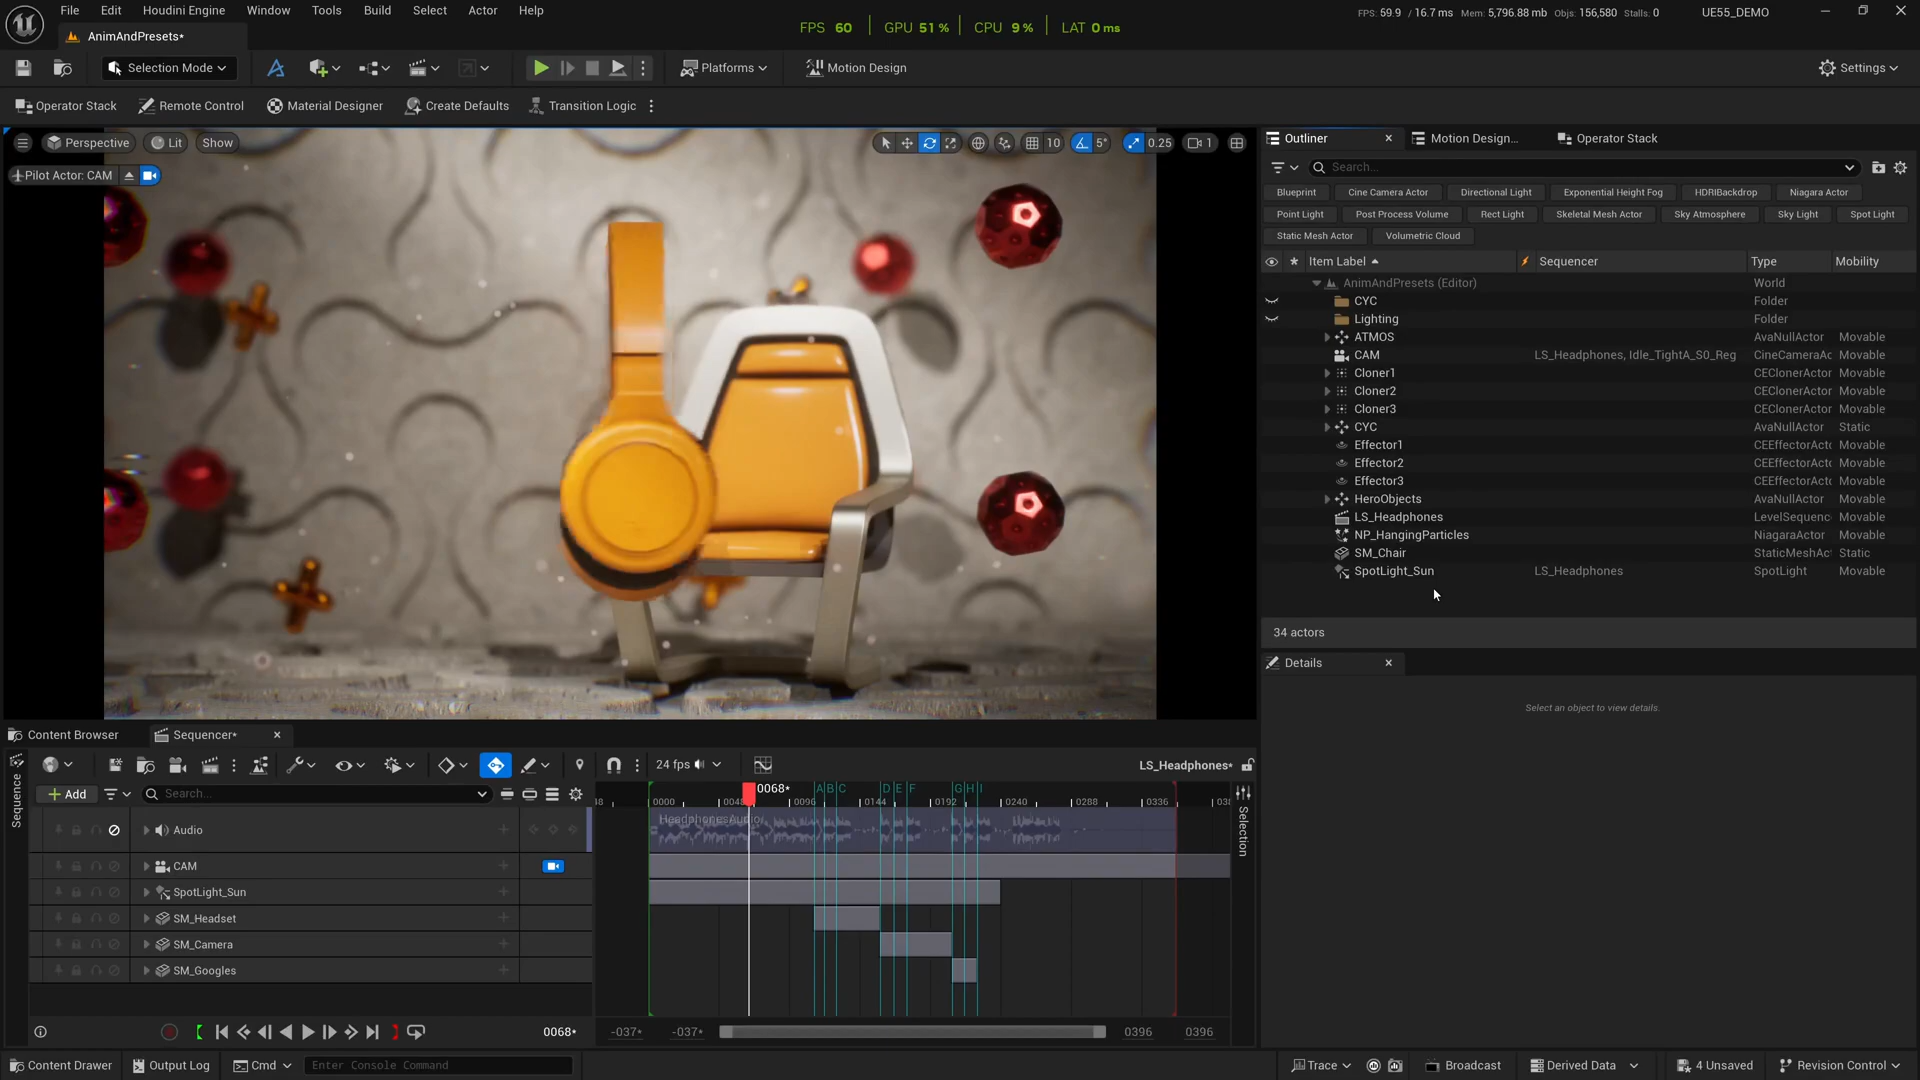 File Edit Houdini Engine Window Tools Build Select Actor Help
FPS 60 GPU 51 % CPU 9 % LAT 0 ms
FPS: 59.9 / 16.7 ms Mem: 5,796.88 mb Objs: 156,580 Stalls: 0 UE55_DEMO
AnimAndPresets*
Selection Mode Platforms Motion Design Settings
Operator Stack Remote Control Material Designer Create Defaults Transition Logic
Perspective Lit Show 10 5° 0.25 1
Pilot Actor: CAM
Outliner Motion Design... Operator Stack
Search...
Blueprint Cine Camera Actor Directional Light Exponential Height Fog HDRIBackdrop Niagara Actor
Point Light Post Process Volume Rect Light Skeletal Mesh Actor Sky Atmosphere Sky Light Spot Light
Static Mesh Actor Volumetric Cloud
Item Label Sequencer Type Mobility
AnimAndPresets (Editor) World
CYC Folder
Lighting Folder
ATMOS AvaNullActor Movable
CAM LS_Headphones, Idle_TightA_S0_Reg CineCameraAc Movable
Cloner1 CEClonerActor Movable
Cloner2 CEClonerActor Movable
Cloner3 CEClonerActor Movable
CYC AvaNullActor Static
Effector1 CEEffectorActo Movable
Effector2 CEEffectorActo Movable
Effector3 CEEffectorActo Movable
HeroObjects AvaNullActor Movable
LS_Headphones LevelSequenc Movable
NP_HangingParticles NiagaraActor Movable
SM_Chair StaticMeshAct Static
SpotLight_Sun LS_Headphones SpotLight Movable
34 actors
Details
Select an object to view details.
Content Browser Sequencer*
24 fps LS_Headphones*
Sequence
Add Search...
0068*
A B C D E F G H I
0000 0048 0096 0144 0192 0240 0288 0336
HeadphonesAudio
Selection
Audio
CAM
SpotLight_Sun
SM_Headset
SM_Camera
SM_Googles
0068* -037* -037* 0396 0396
Content Drawer Output Log Cmd Enter Console Command Trace Broadcast Derived Data 4 Unsaved Revision Control